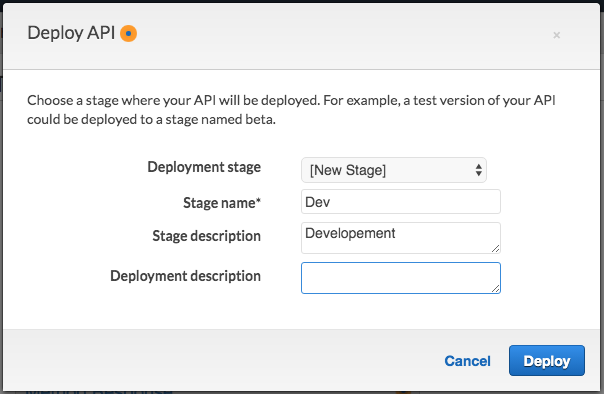 Deploy API
×
Choose a stage where your API will be deployed. For example, a test version of your API
could be deployed to a stage named beta.
Deployment stage [New Stage]
Stage name* Dev
Stage description Developement
Deployment description
Cancel Deploy